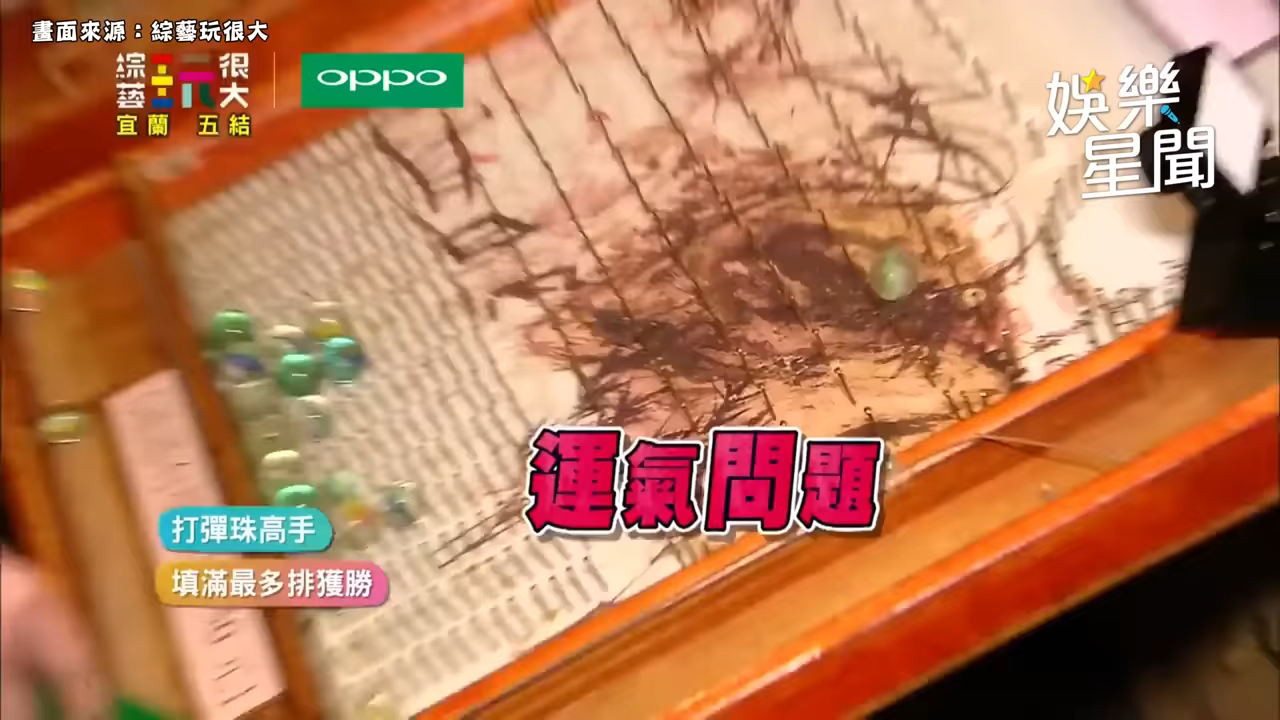 畫面來源：綜藝玩很大
綜藝玩很大
宜蘭 五結
oppo
娛樂星聞
運氣問題
打彈珠高手
填滿最多排獲勝